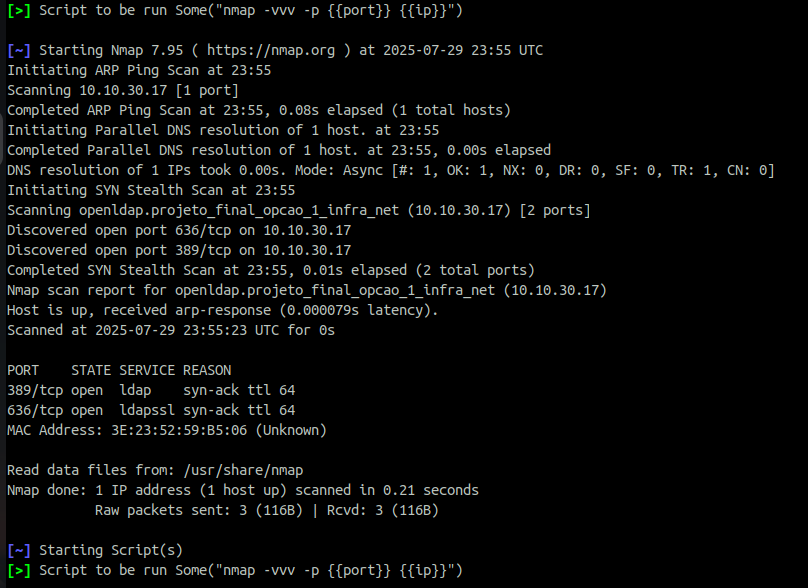 [>] Script to be run Some("nmap -vvv -p {{port}} {{ip}}")
[~] Starting Nmap 7.95 ( https://nmap.org ) at 2025-07-29 23:55 UTC
Initiating ARP Ping Scan at 23:55
Scanning 10.10.30.17 [1 port]
Completed ARP Ping Scan at 23:55, 0.08s elapsed (1 total hosts)
Initiating Parallel DNS resolution of 1 host. at 23:55
Completed Parallel DNS resolution of 1 host. at 23:55, 0.00s elapsed
DNS resolution of 1 IPs took 0.00s. Mode: Async [#: 1, OK: 1, NX: 0, DR: 0, SF: 0, TR: 1, CN: 0]
Initiating SYN Stealth Scan at 23:55
Scanning openldap.projeto_final_opcao_1_infra_net (10.10.30.17) [2 ports]
Discovered open port 636/tcp on 10.10.30.17
Discovered open port 389/tcp on 10.10.30.17
Completed SYN Stealth Scan at 23:55, 0.01s elapsed (2 total ports)
Nmap scan report for openldap.projeto_final_opcao_1_infra_net (10.10.30.17)
Host is up, received arp-response (0.000079s latency).
Scanned at 2025-07-29 23:55:23 UTC for 0s
PORT    STATE SERVICE REASON
389/tcp open  ldap    syn-ack ttl 64
636/tcp open  ldapssl syn-ack ttl 64
MAC Address: 3E:23:52:59:B5:06 (Unknown)
Read data files from: /usr/share/nmap
Nmap done: 1 IP address (1 host up) scanned in 0.21 seconds
           Raw packets sent: 3 (116B) | Rcvd: 3 (116B)
[~] Starting Script(s)
[>] Script to be run Some("nmap -vvv -p {{port}} {{ip}}")